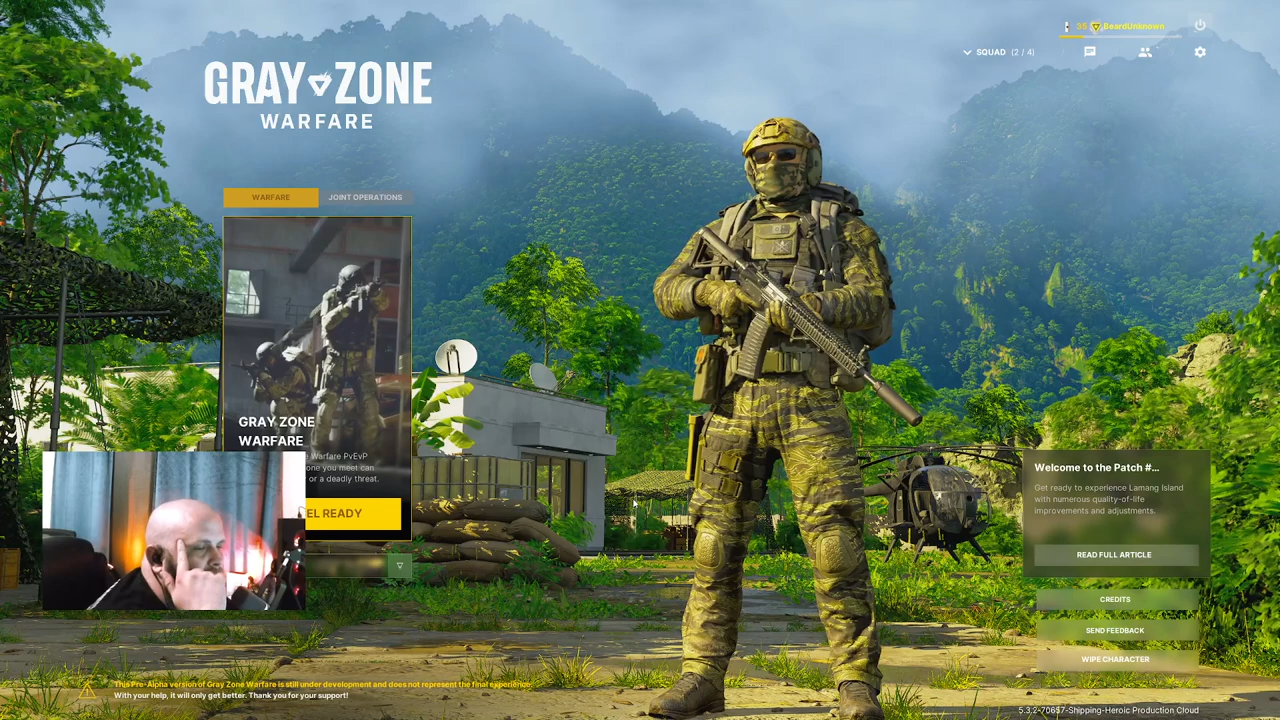 35 BeardUnknown
SQUAD (2 / 4)
GRAY ZONE
WARFARE
WARFARE
JOINT OPERATIONS
GRAY ZONE
WARFARE
Warfare PvEvP
one you meet can
or a deadly threat.
EL READY
Welcome to the Patch #...
Get ready to experience Lamang Island
with numerous quality-of-life
improvements and adjustments.
READ FULL ARTICLE
CREDITS
SEND FEEDBACK
WIPE CHARACTER
This Pre-Alpha version of Gray Zone Warfare is still under development and does not represent the final experience.
With your help, it will only get better. Thank you for your support!
5.3.2-70657-Shipping-Heroic Production Cloud